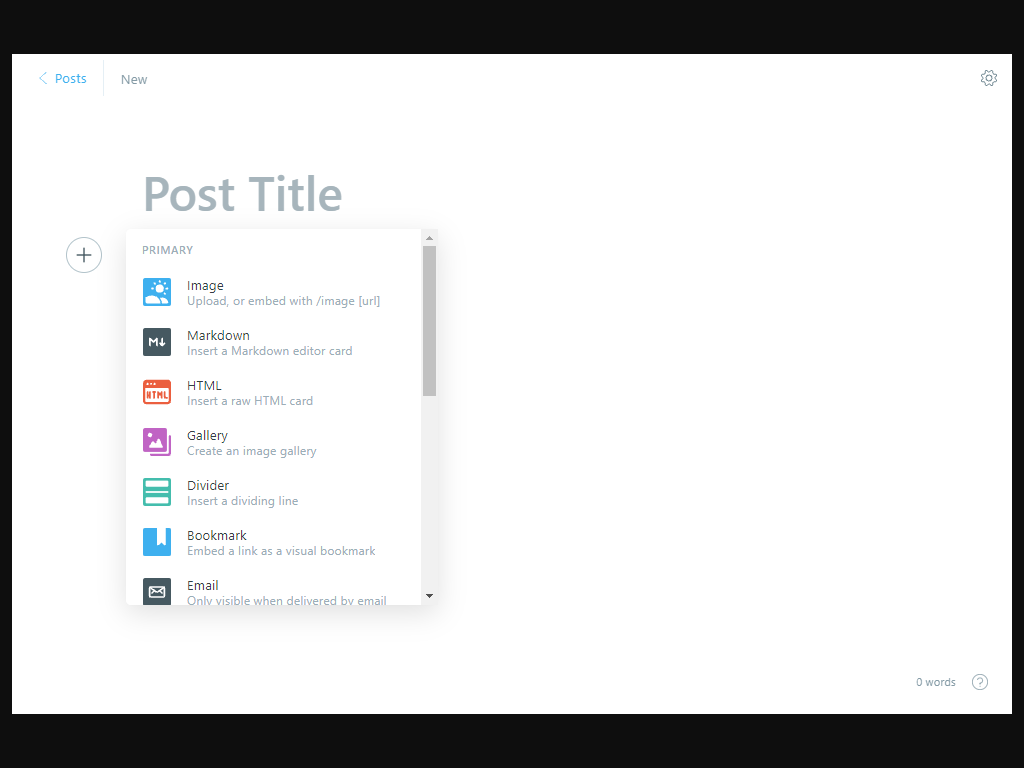 Posts
New
Post Title
PRIMARY
Image
Upload, or embed with /image [url]
M
Markdown
Insert a Markdown editor card
HTML
HTML
Insert a raw HTML card
Gallery
Create an image gallery
Divider
Insert a dividing line
Bookmark
Embed a link as a visual bookmark
Email
Only visible when delivered by email
0 words
?